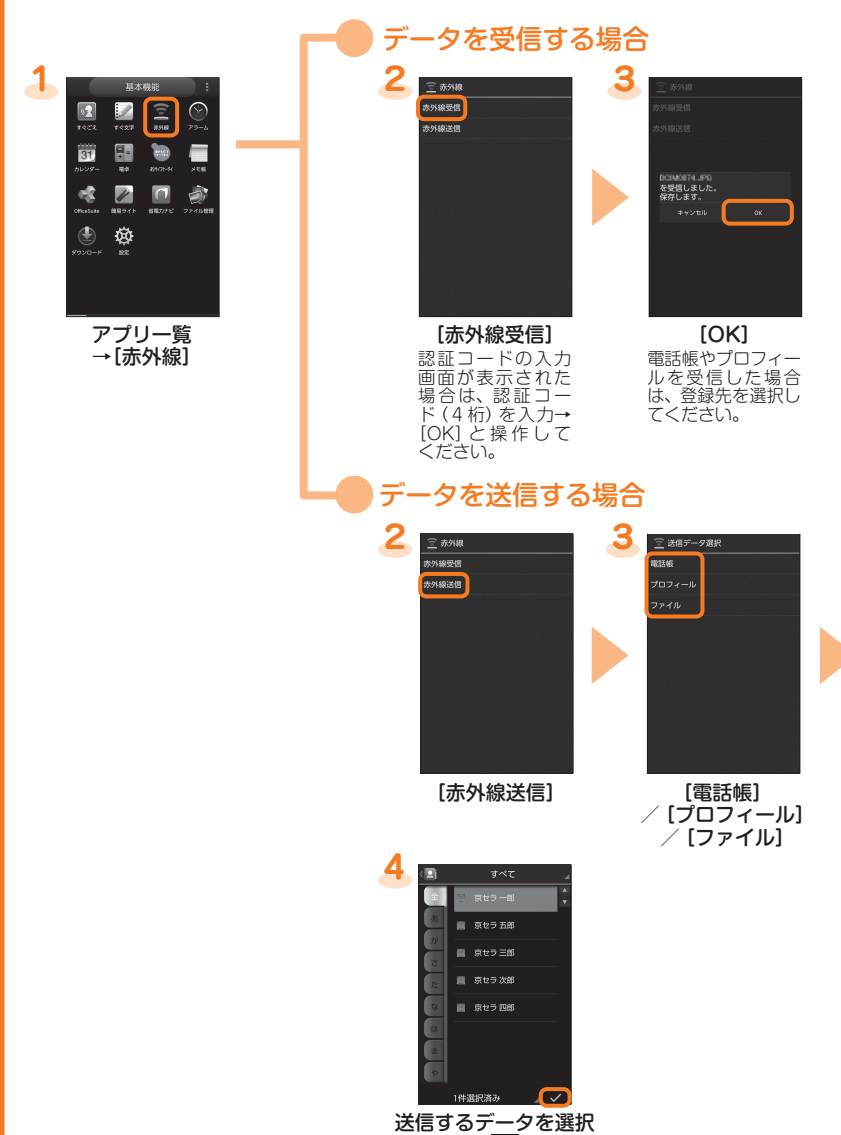 データを受信する場合
1
基本機能
すぐごえ
すぐ文字
赤外線
アラーム
31
カレンダー
電卓
メモ帳
OfficeSuite
簡易ライト
省電力ナビ
ファイル管理
ダウンロード
設定
アプリ一覧
→[赤外線]
2
赤外線
赤外線受信
赤外線送信
[赤外線受信]
認証コードの入力
画面が表示された
場合は、認証コー
ド(4桁)を入力→
[OK]と操作して
ください。
3
赤外線
赤外線受信
赤外線送信
を受信しました。
保存します。
キャンセル
OK
[OK]
電話帳やプロフィー
ルを受信した場合
は、登録先を選択し
てください。
データを送信する場合
2
赤外線
赤外線受信
赤外線送信
[赤外線送信]
3
送信データ選択
電話帳
プロフィール
ファイル
[電話帳]
/[プロフィール]
/[ファイル]
4
すべて
全
あ
か
さ
た
な
は
ま
や
京セラ 一郎
京セラ 五郎
京セラ 三郎
京セラ 次郎
京セラ 四郎
1件選択済み
送信するデータを選択